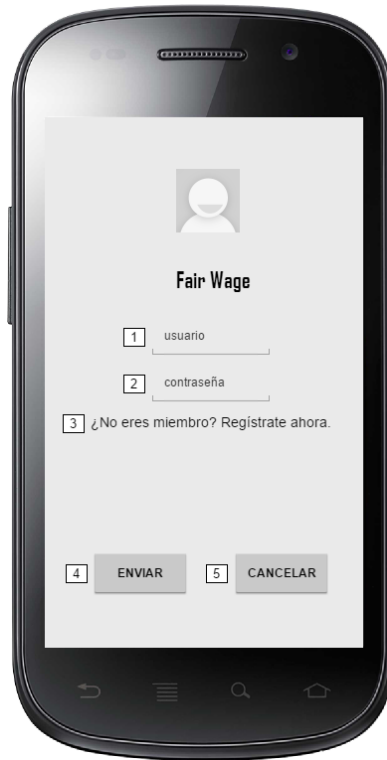 Fair Wage
1 usuario
2 contraseña
3 ¿No eres miembro? Regístrate ahora.
4 ENVIAR 5 CANCELAR